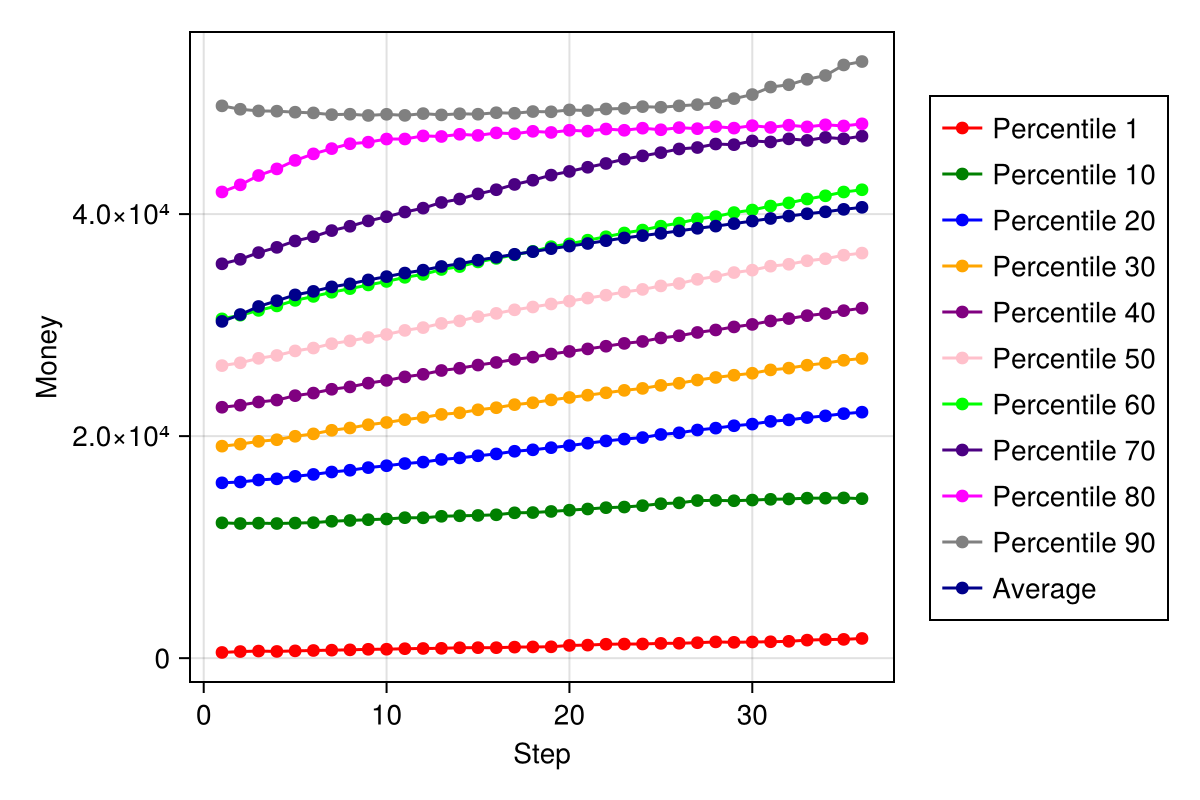 Money
4.0×10⁴
2.0×10⁴
0
0 10 20 30
Step
Percentile 1
Percentile 10
Percentile 20
Percentile 30
Percentile 40
Percentile 50
Percentile 60
Percentile 70
Percentile 80
Percentile 90
Average